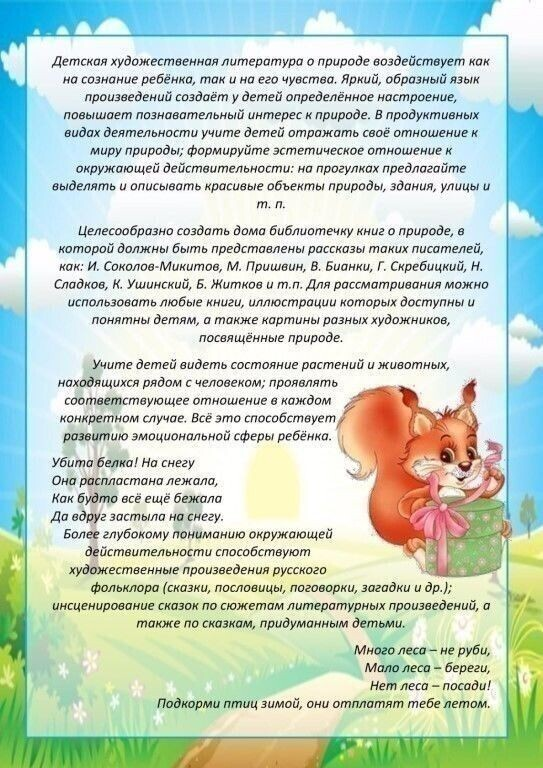 Детская художественная литература о природе воздействует как
на сознание ребёнка, так и на его чувства. Яркий, образный язык
произведений создаёт у детей определённое настроение,
повышает познавательный интерес к природе. В продуктивных
видах деятельности учите детей отражать своё отношение к
миру природы; формируйте эстетическое отношение к
окружающей действительности: на прогулках предлагайте
выделять и описывать красивые объекты природы, здания, улицы и
т. п.
Целесообразно создать дома библиотечку книг о природе, в
которой должны быть представлены рассказы таких писателей,
как: И. Соколов-Микитов, М. Пришвин, В. Бианки, Г. Скребицкий, Н.
Сладков, К. Ушинский, Б. Житков и т.п. Для рассматривания можно
использовать любые книги, иллюстрации которых доступны и
понятны детям, а также картины разных художников,
посвящённые природе.
Учите детей видеть состояние растений и животных,
находящихся рядом с человеком; проявлять
соответствующее отношение в каждом
конкретном случае. Всё это способствует
развитию эмоциональной сферы ребёнка.
Убита белка! На снегу
Она распластана лежала,
Как будто всё ещё бежала
Да вдруг застыла на снегу.
Более глубокому пониманию окружающей
действительности способствуют
художественные произведения русского
фольклора (сказки, пословицы, поговорки, загадки и др.);
инсценирование сказок по сюжетам литературных произведений, а
также по сказкам, придуманным детьми.
Много леса – не руби,
Мало леса – береги,
Нет леса – посади!
Подкорми птиц зимой, они отплатят тебе летом.